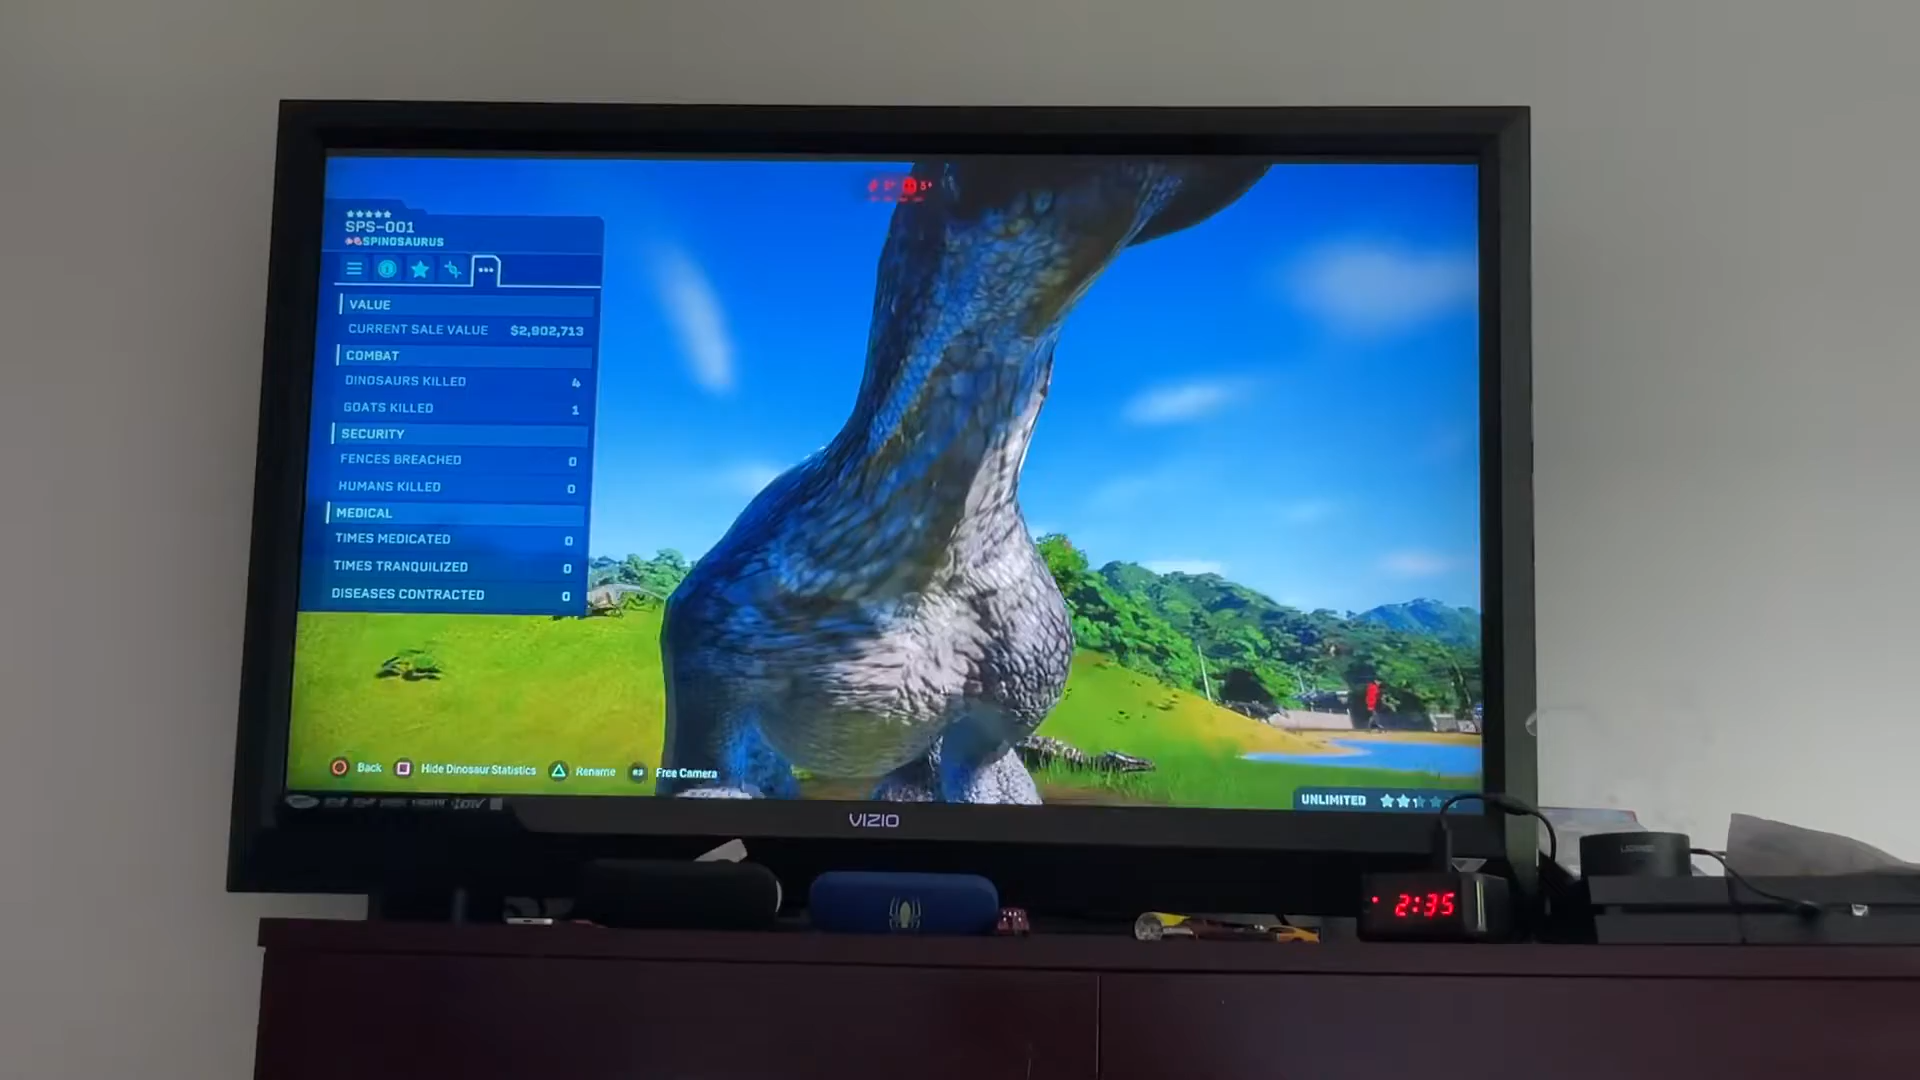 SPS-001
SPINOSAURUS
VALUE
CURRENT SALE VALUE $2,902,713
COMBAT
DINOSAURS KILLED 4
GOATS KILLED 1
SECURITY
FENCES BREACHED 0
HUMANS KILLED 0
MEDICAL
TIMES MEDICATED 0
TIMES TRANQUILIZED 0
DISEASES CONTRACTED 0
Back Hide Dinosaur Statistics Rename Free Camera
UNLIMITED
VIZIO
2:35